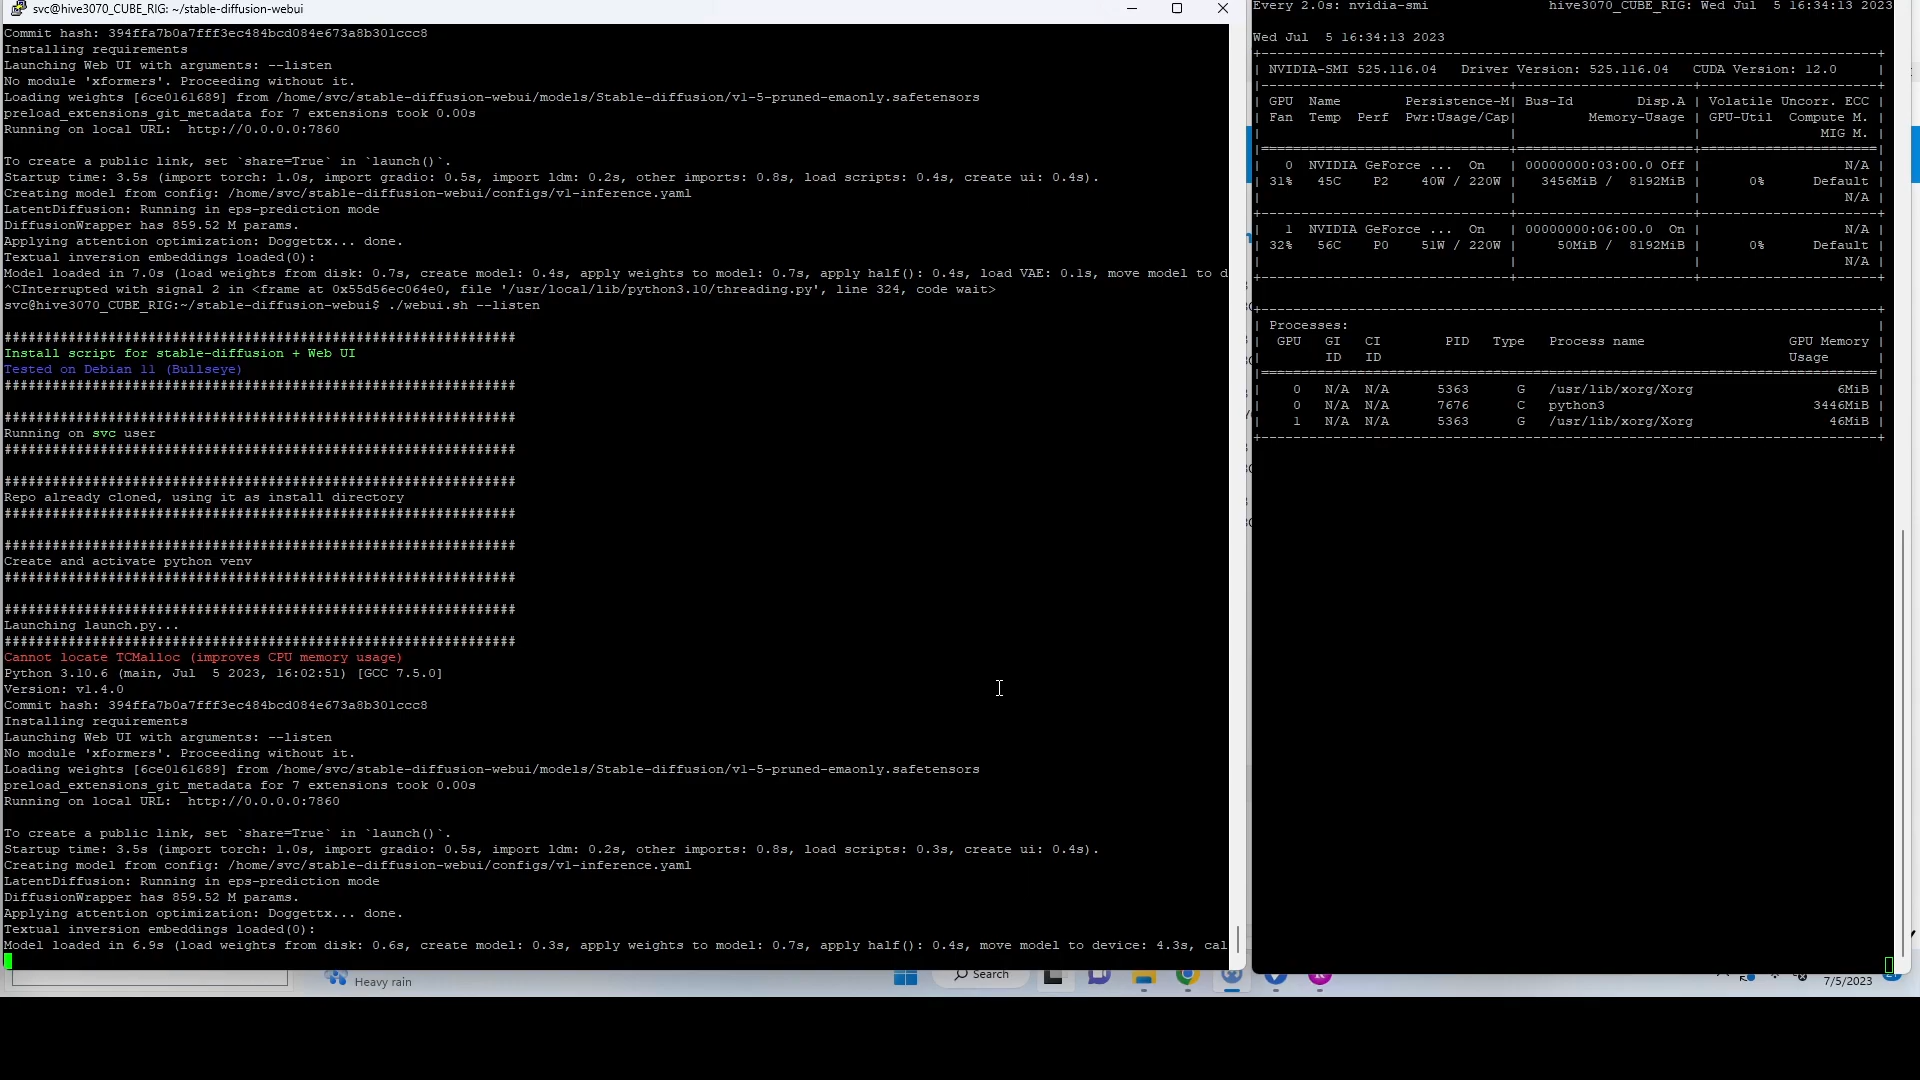 svc@hive3070_CUBE_RIG: ~/stable-diffusion-webui
Commit hash: 394ffa7b0a7fff3ec484bcd084e673a8b301ccc8
Installing requirements
Launching Web UI with arguments: --listen
No module 'xformers'. Proceeding without it.
Loading weights [6ce0161689] from /home/svc/stable-diffusion-webui/models/Stable-diffusion/v1-5-pruned-emaonly.safetensors
preload_extensions_git_metadata for 7 extensions took 0.00s
Running on local URL:  http://0.0.0.0:7860
To create a public link, set `share=True` in `launch()`.
Startup time: 3.5s (import torch: 1.0s, import gradio: 0.5s, import ldm: 0.2s, other imports: 0.8s, load scripts: 0.4s, create ui: 0.4s).
Creating model from config: /home/svc/stable-diffusion-webui/configs/v1-inference.yaml
LatentDiffusion: Running in eps-prediction mode
DiffusionWrapper has 859.52 M params.
Applying attention optimization: Doggettx... done.
Textual inversion embeddings loaded(0):
Model loaded in 7.0s (load weights from disk: 0.7s, create model: 0.4s, apply weights to model: 0.7s, apply half(): 0.4s, load VAE: 0.1s, move model to d
^CInterrupted with signal 2 in <frame at 0x55d56ec064e0, file '/usr/local/lib/python3.10/threading.py', line 324, code wait>
svc@hive3070_CUBE_RIG:~/stable-diffusion-webui$ ./webui.sh --listen
################################################################
Install script for stable-diffusion + Web UI
Tested on Debian 11 (Bullseye)
################################################################
################################################################
Running on svc user
################################################################
################################################################
Repo already cloned, using it as install directory
################################################################
################################################################
Create and activate python venv
################################################################
################################################################
Launching launch.py...
################################################################
Cannot locate TCMalloc (improves CPU memory usage)
Python 3.10.6 (main, Jul  5 2023, 16:02:51) [GCC 7.5.0]
Version: v1.4.0
Commit hash: 394ffa7b0a7fff3ec484bcd084e673a8b301ccc8
Installing requirements
Launching Web UI with arguments: --listen
No module 'xformers'. Proceeding without it.
Loading weights [6ce0161689] from /home/svc/stable-diffusion-webui/models/Stable-diffusion/v1-5-pruned-emaonly.safetensors
preload_extensions_git_metadata for 7 extensions took 0.00s
Running on local URL:  http://0.0.0.0:7860
To create a public link, set `share=True` in `launch()`.
Startup time: 3.5s (import torch: 1.0s, import gradio: 0.5s, import ldm: 0.2s, other imports: 0.8s, load scripts: 0.3s, create ui: 0.4s).
Creating model from config: /home/svc/stable-diffusion-webui/configs/v1-inference.yaml
LatentDiffusion: Running in eps-prediction mode
DiffusionWrapper has 859.52 M params.
Applying attention optimization: Doggettx... done.
Textual inversion embeddings loaded(0):
Model loaded in 6.9s (load weights from disk: 0.6s, create model: 0.3s, apply weights to model: 0.7s, apply half(): 0.4s, move model to device: 4.3s, cal
Every 2.0s: nvidia-smi    hive3070_CUBE_RIG: Wed Jul  5 16:34:13 2023
Wed Jul  5 16:34:13 2023
| NVIDIA-SMI 525.116.04   Driver Version: 525.116.04   CUDA Version: 12.0     |
| GPU  Name        Persistence-M| Bus-Id        Disp.A | Volatile Uncorr. ECC |
| Fan  Temp  Perf  Pwr:Usage/Cap|         Memory-Usage | GPU-Util  Compute M. |
|                               |                      |               MIG M. |
|   0  NVIDIA GeForce ...  On   | 00000000:03:00.0 Off |                  N/A |
| 31%   45C    P2    40W / 220W |   3456MiB /  8192MiB |      0%      Default |
|                               |                      |                  N/A |
|   1  NVIDIA GeForce ...  On   | 00000000:06:00.0  On |                  N/A |
| 32%   56C    P0    51W / 220W |     50MiB /  8192MiB |      0%      Default |
|                               |                      |                  N/A |
| Processes:                                                                  |
|  GPU   GI   CI        PID   Type   Process name                  GPU Memory |
|        ID   ID                                                   Usage      |
|    0   N/A  N/A      5363      G   /usr/lib/xorg/Xorg                  6MiB |
|    0   N/A  N/A      7676      C   python3                          3446MiB |
|    1   N/A  N/A      5363      G   /usr/lib/xorg/Xorg                 46MiB |
Heavy rain
Search
7/5/2023